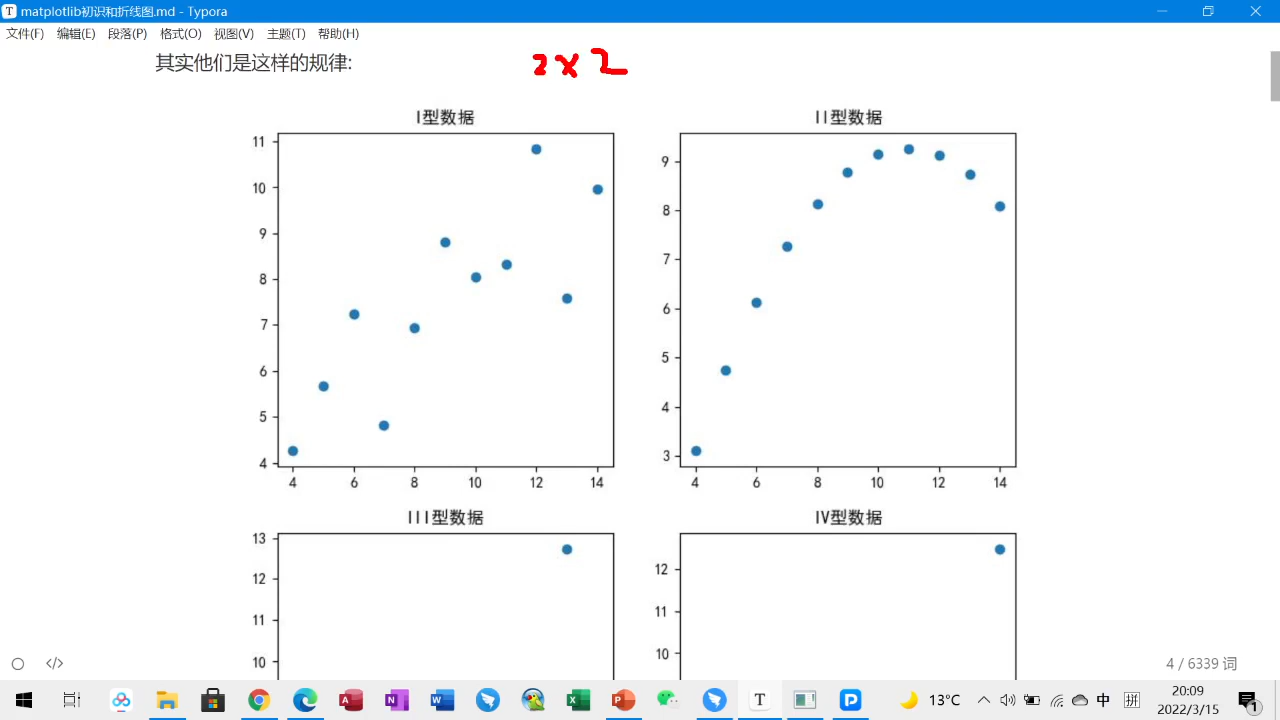 matplotlib初识和折线图.md - Typora
文件(F) 编辑(E) 段落(P) 格式(O) 视图(V) 主题(T) 帮助(H)
其实他们是这样的规律:
2×2
I型数据
11
10
9
8
7
6
5
4
4 6 8 10 12 14
II型数据
9
8
7
6
5
4
3
4 6 8 10 12 14
III型数据
13
12
11
10
IV型数据
12
11
10
4 / 6339 词
13°C
中
拼
20:09
2022/3/15
1